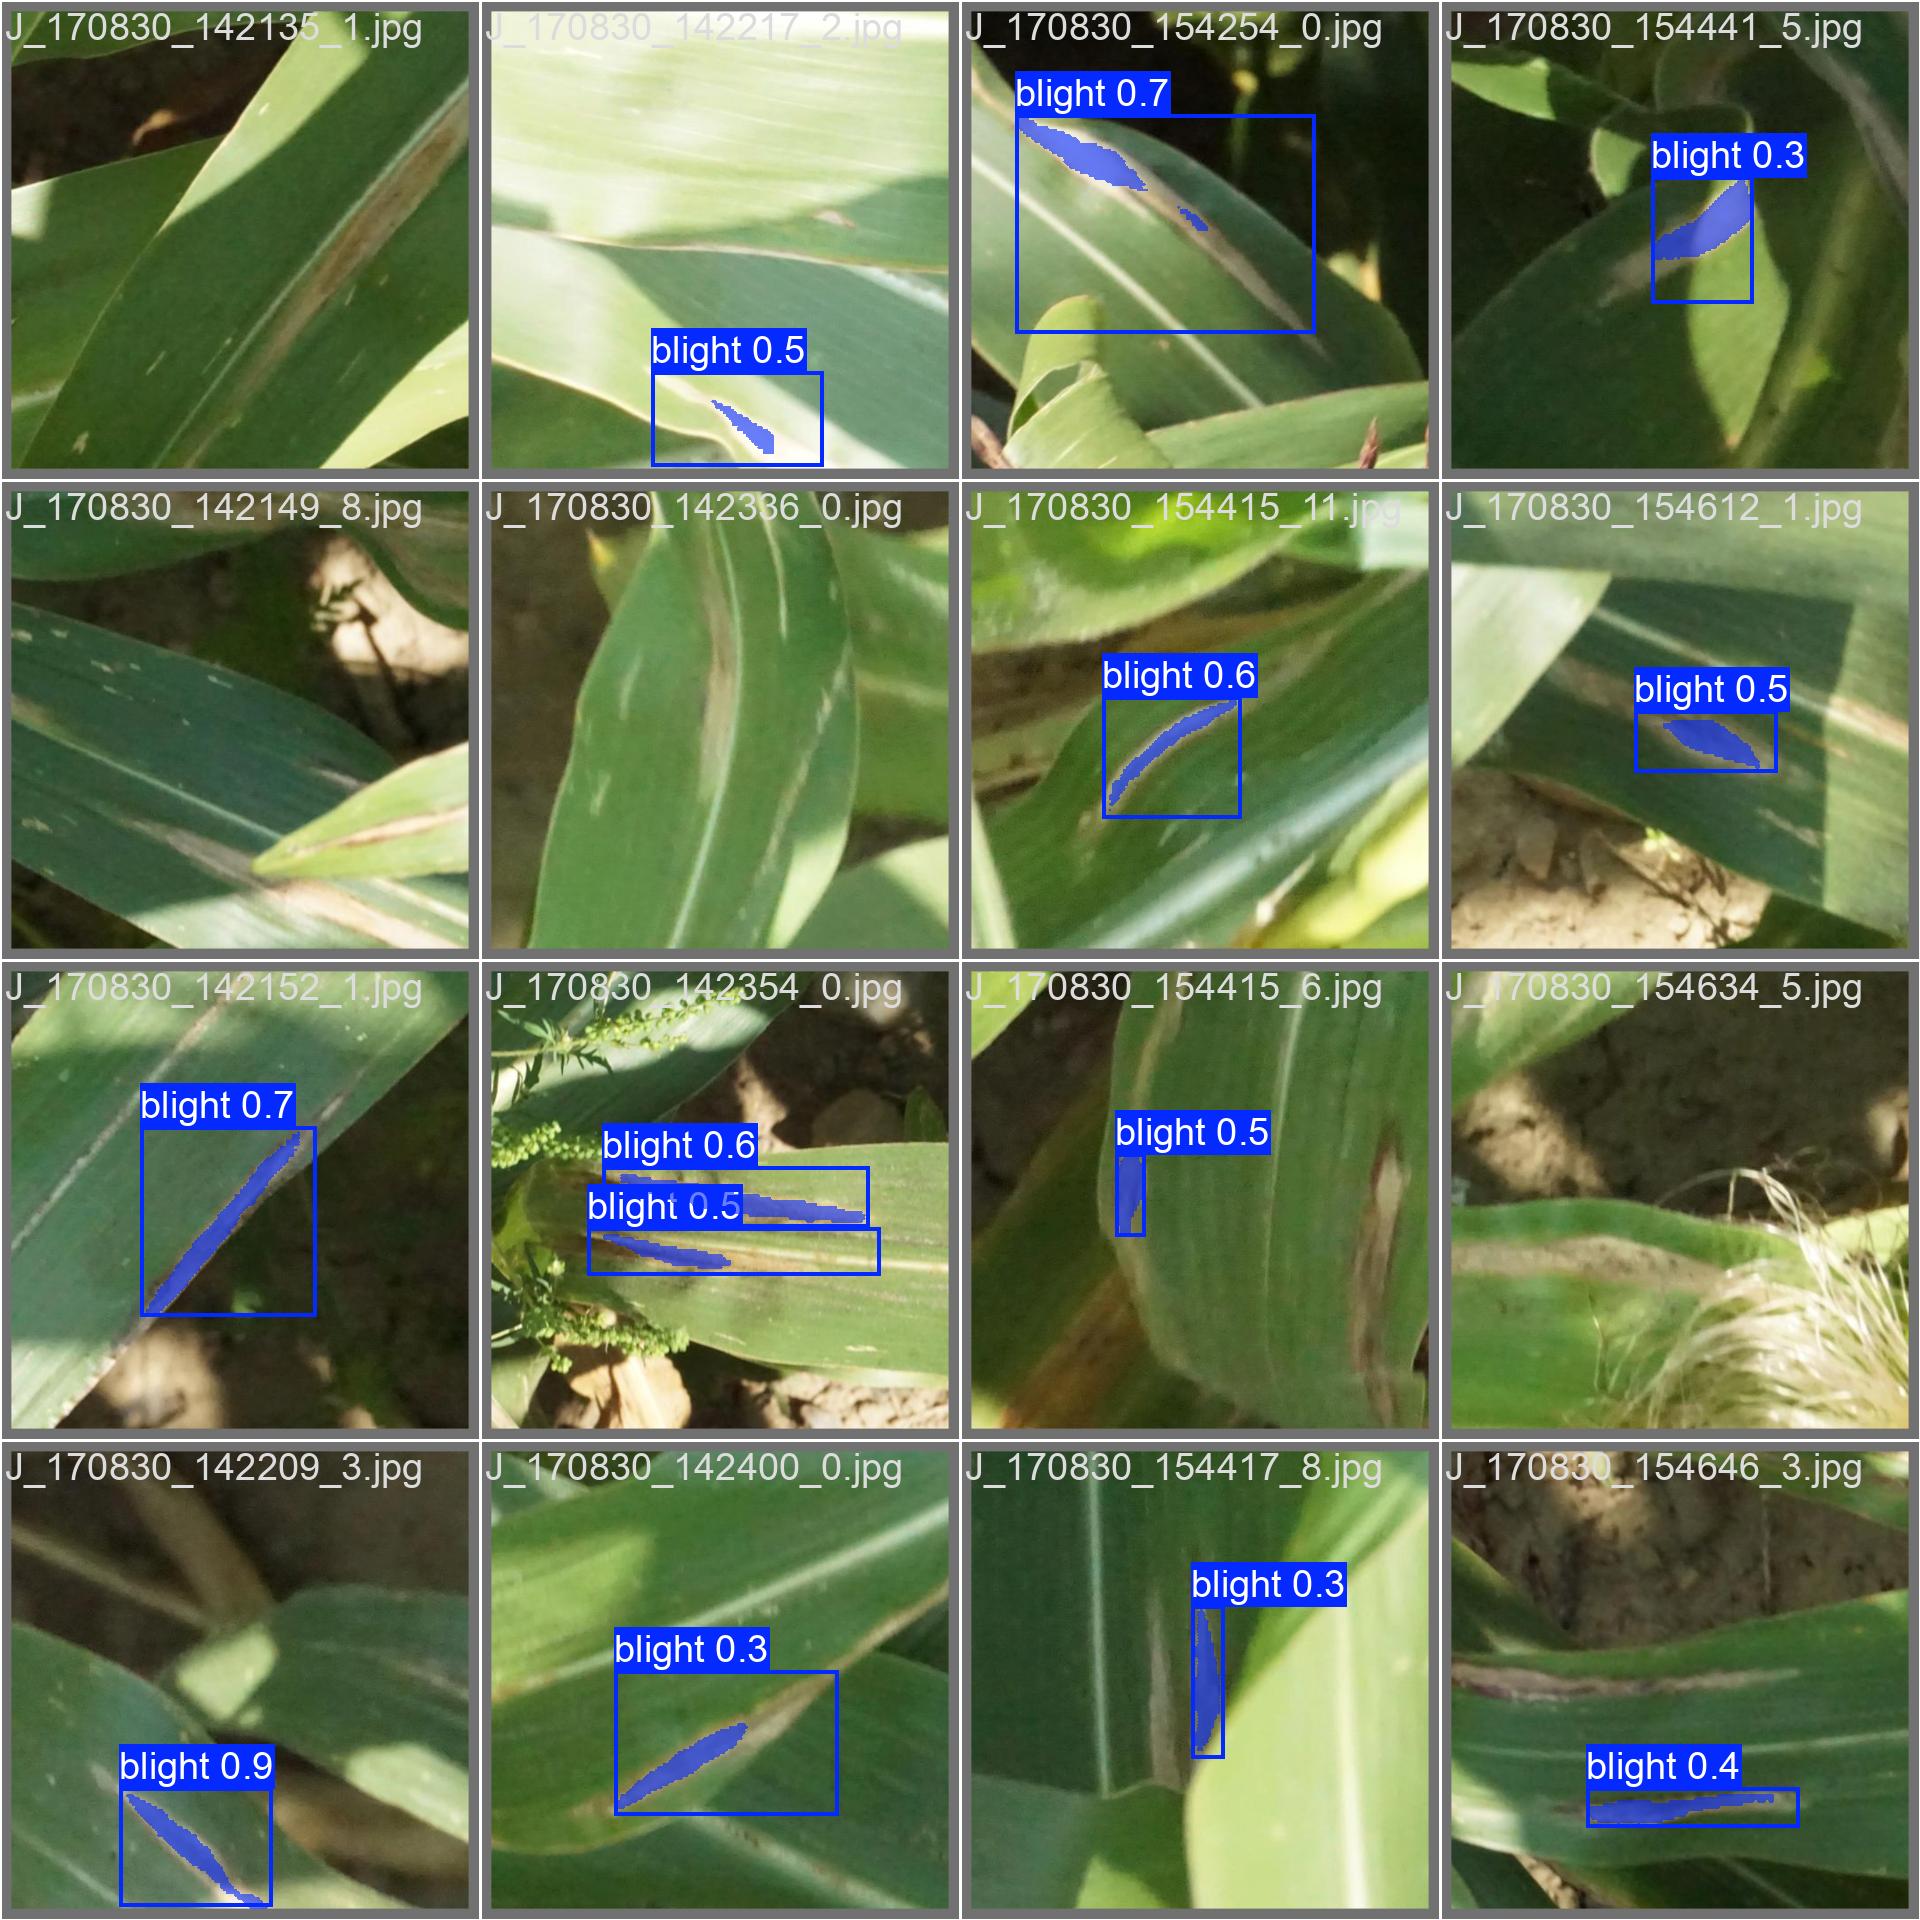 J_170830_142135_1.jpg
J_170830_142217_2.jpg
J_170830_154254_0.jpg
J_170830_154441_5.jpg
blight 0.7
blight 0.3
blight 0.5
J_170830_142149_8.jpg
J_170830_142336_0.jpg
J_170830_154415_11.jpg
J_170830_154612_1.jpg
blight 0.6
blight 0.5
J_170830_142152_1.jpg
J_170830_142354_0.jpg
J_170830_154415_6.jpg
J_170830_154634_5.jpg
blight 0.7
blight 0.6
blight 0.5
blight 0.5
J_170830_142209_3.jpg
J_170830_142400_0.jpg
J_170830_154417_8.jpg
J_170830_154646_3.jpg
blight 0.3
blight 0.3
blight 0.9
blight 0.4